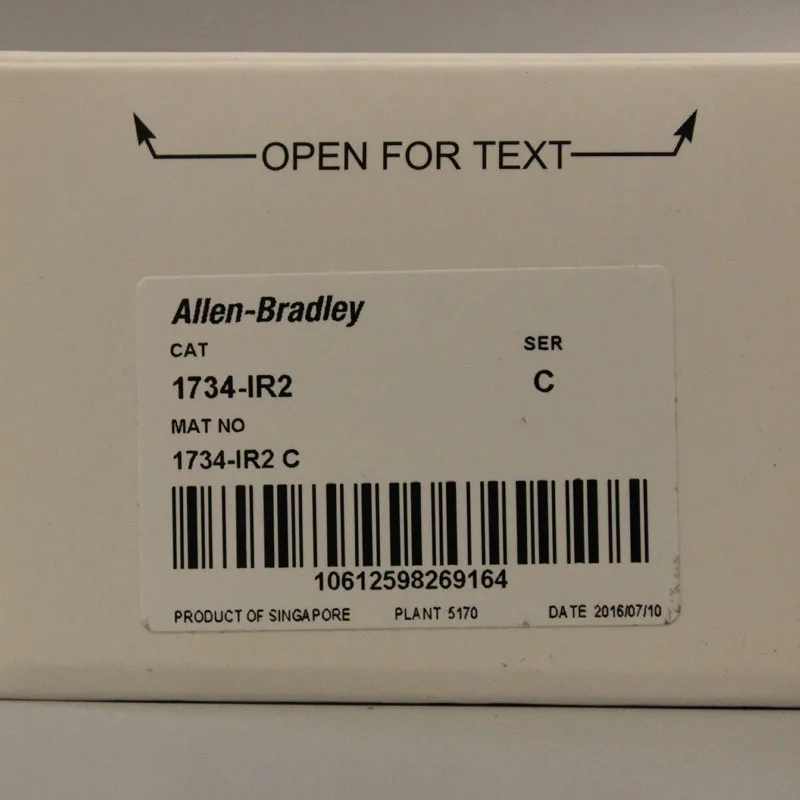 OPEN FOR TEXT
Allen-Bradley
CAT SER
1734-IR2 C
MAT NO
1734-IR2 C
10612598269164
PRODUCT OF SINGAPORE PLANT 5170 DATE 2016/07/10